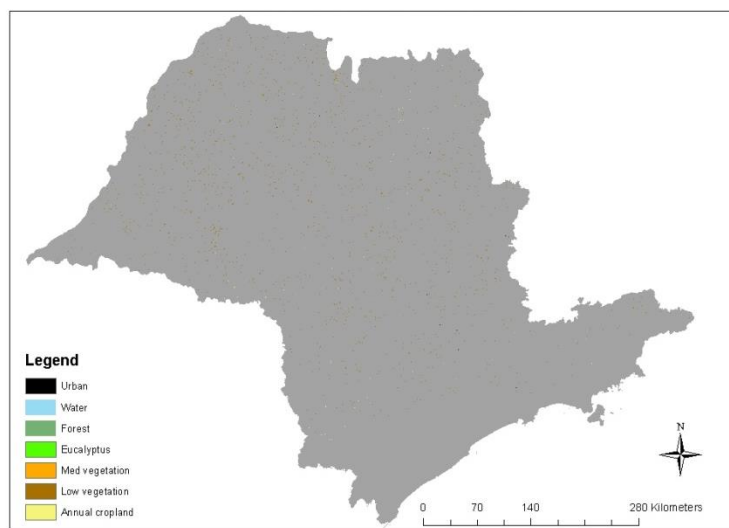 Legend
Urban
Water
Forest
Eucalyptus
Med vegetation
Low vegetation
Annual cropland
N
0 70 140 280 Kilometers